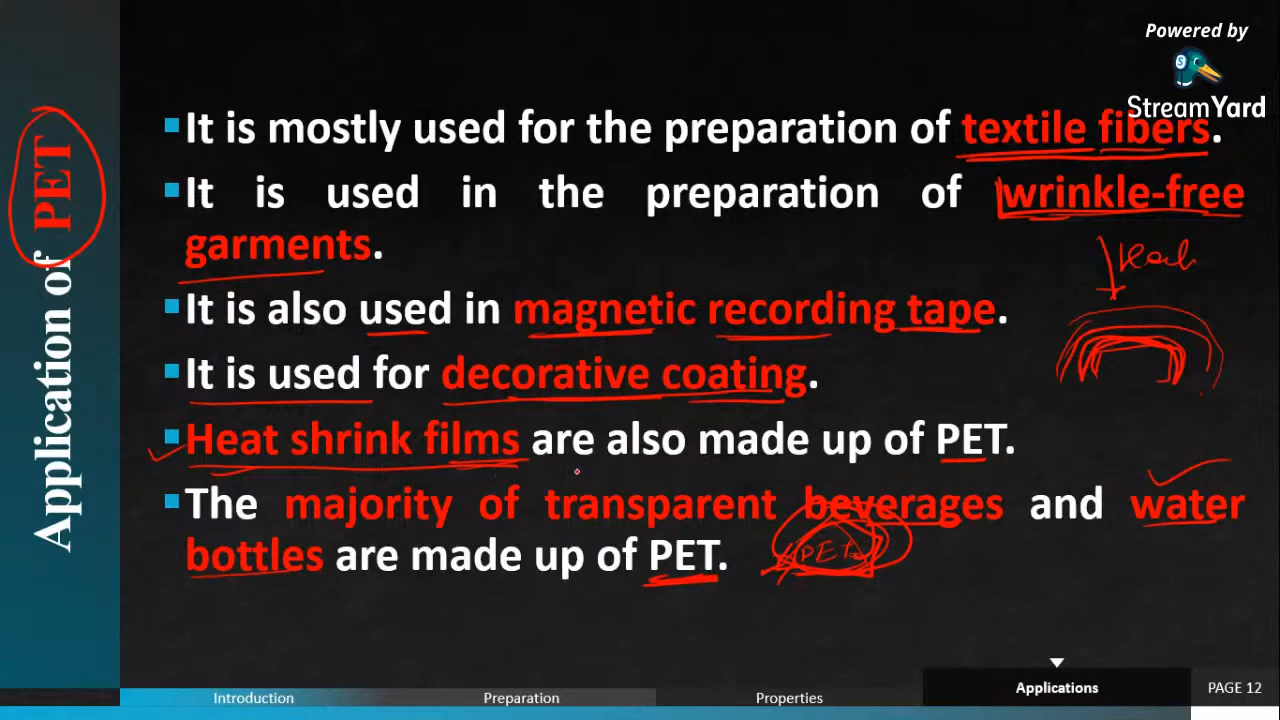 Powered by
StreamYard
Application of PET
It is mostly used for the preparation of textile fibers.
It is used in the preparation of wrinkle-free
garments.
Heat
It is also used in magnetic recording tape.
It is used for decorative coating.
Heat shrink films are also made up of PET.
The majority of transparent beverages and water
bottles are made up of PET.
PET
Introduction
Preparation
Properties
Applications
PAGE 12